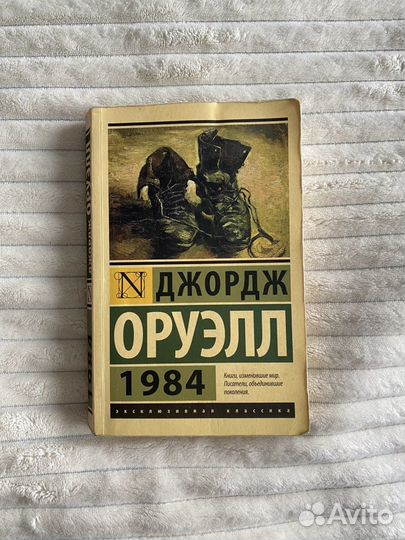 N
ДЖОРДЖ
ОРУЭЛЛ
1984
Книги, изменившие мир.
Писатели, объединившие
поколения.
эксклюзивная классика
Avito